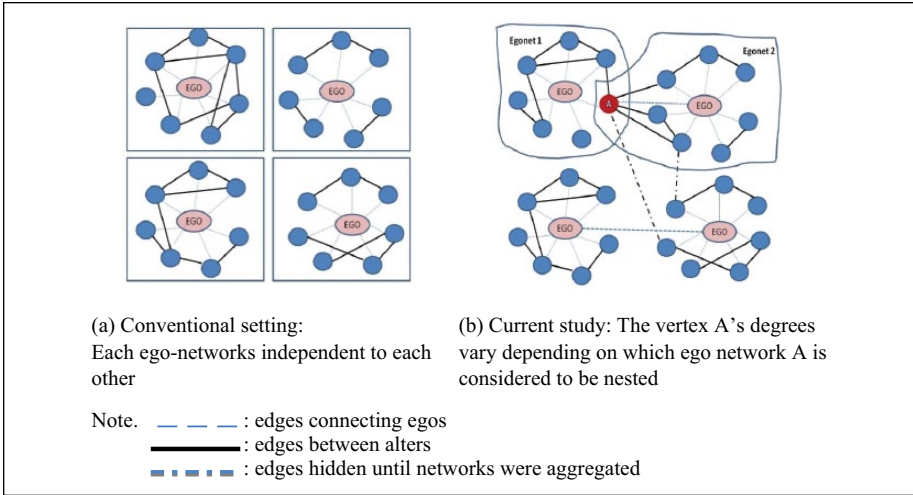 EGO
EGO
EGO
EGO
Egonet 1
Egonet 2
EGO
A
EGO
EGO
EGO
(a) Conventional setting:
Each ego-networks independent to each
other
(b) Current study: The vertex A’s degrees
vary depending on which ego network A is
considered to be nested
Note.
: edges connecting egos
: edges between alters
: edges hidden until networks were aggregated